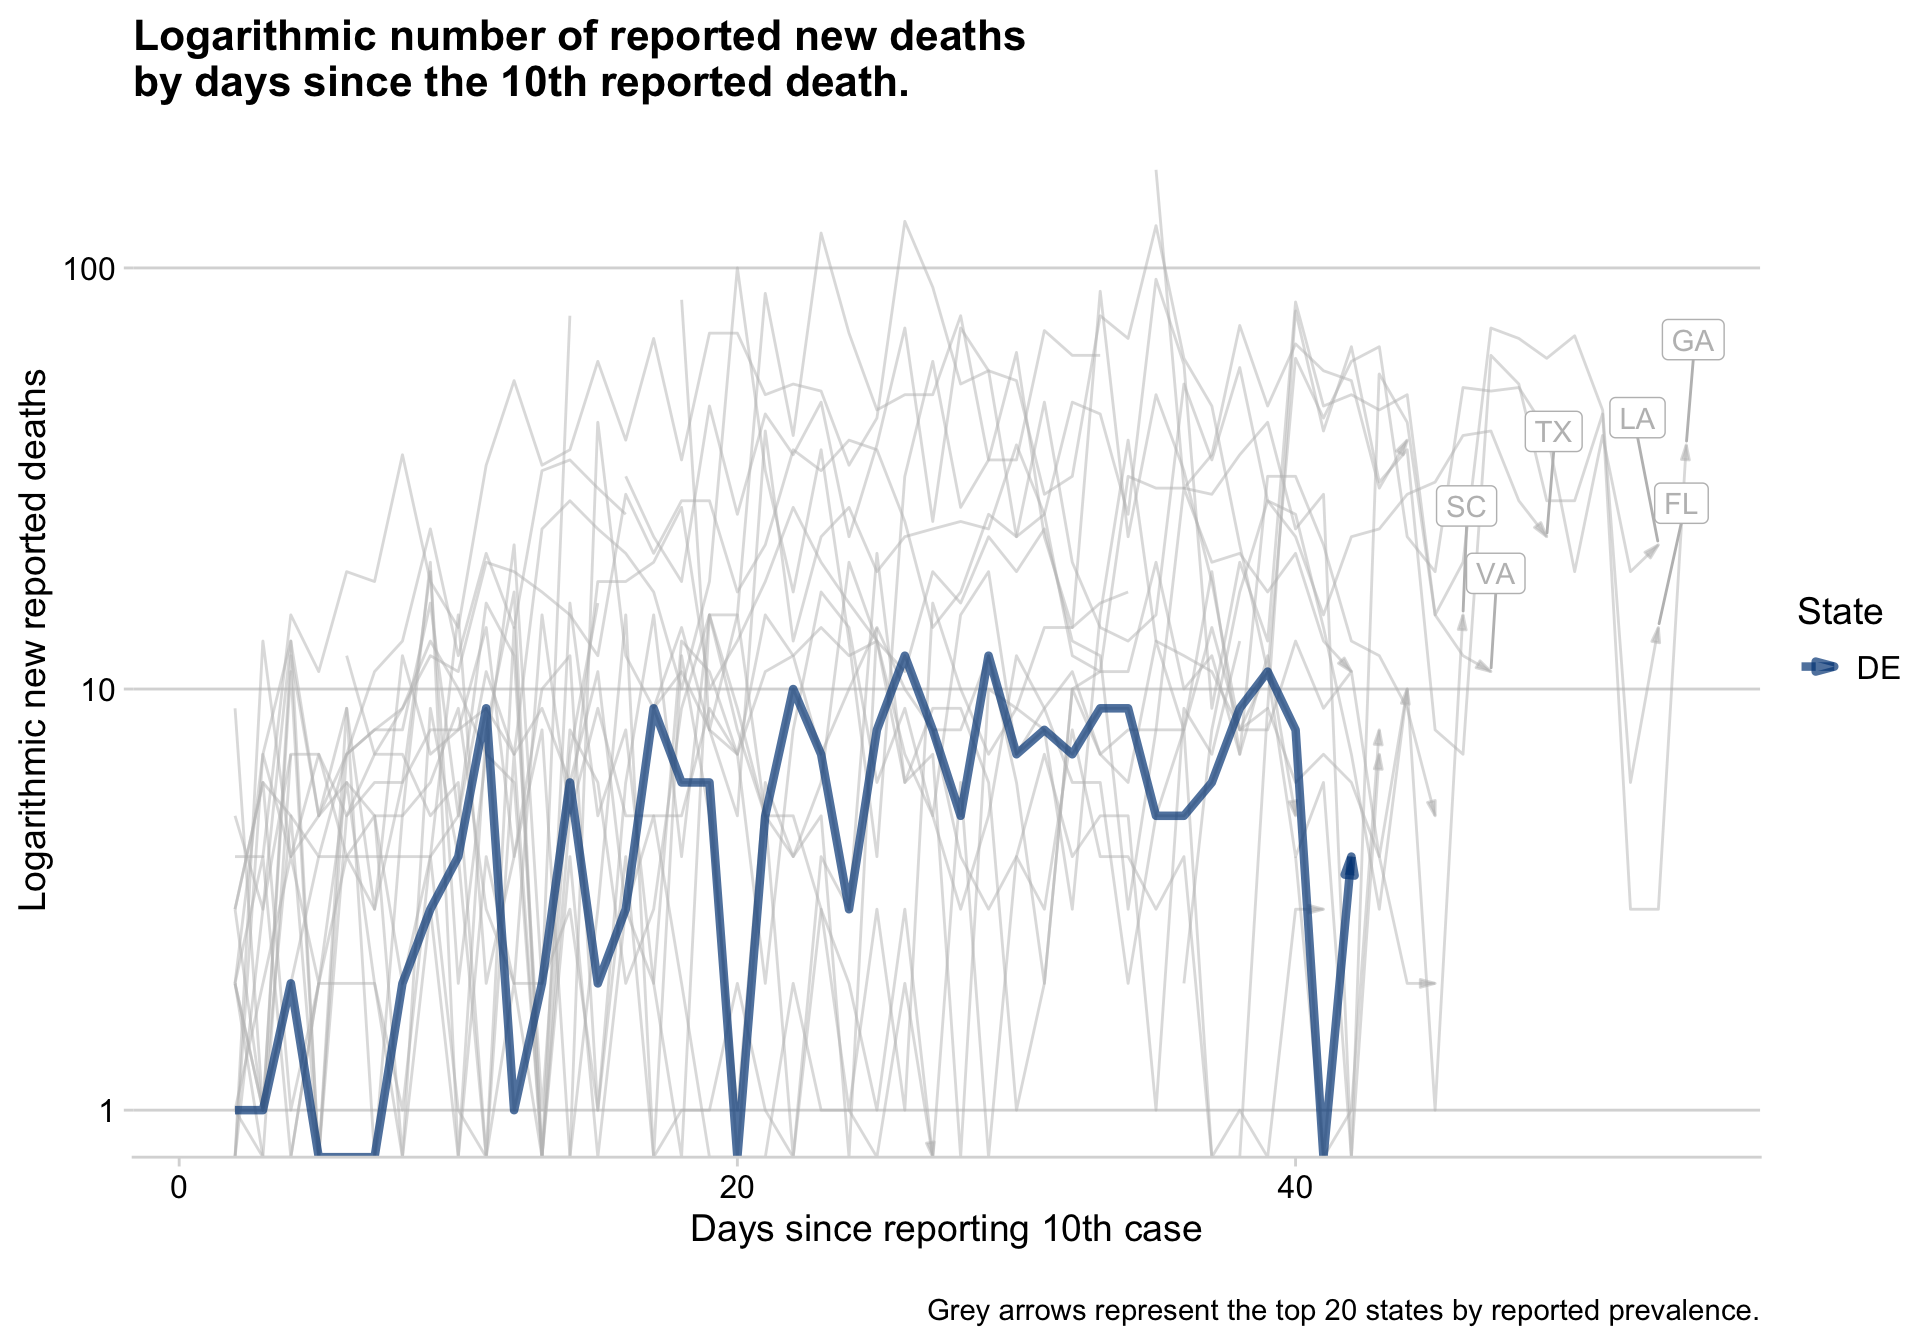 Logarithmic number of reported new deaths
by days since the 10th reported death.
Logarithmic new reported deaths
100
10
1
GA
LA
TX
FL
SC
VA
State
DE
0
20
40
Days since reporting 10th case
Grey arrows represent the top 20 states by reported prevalence.